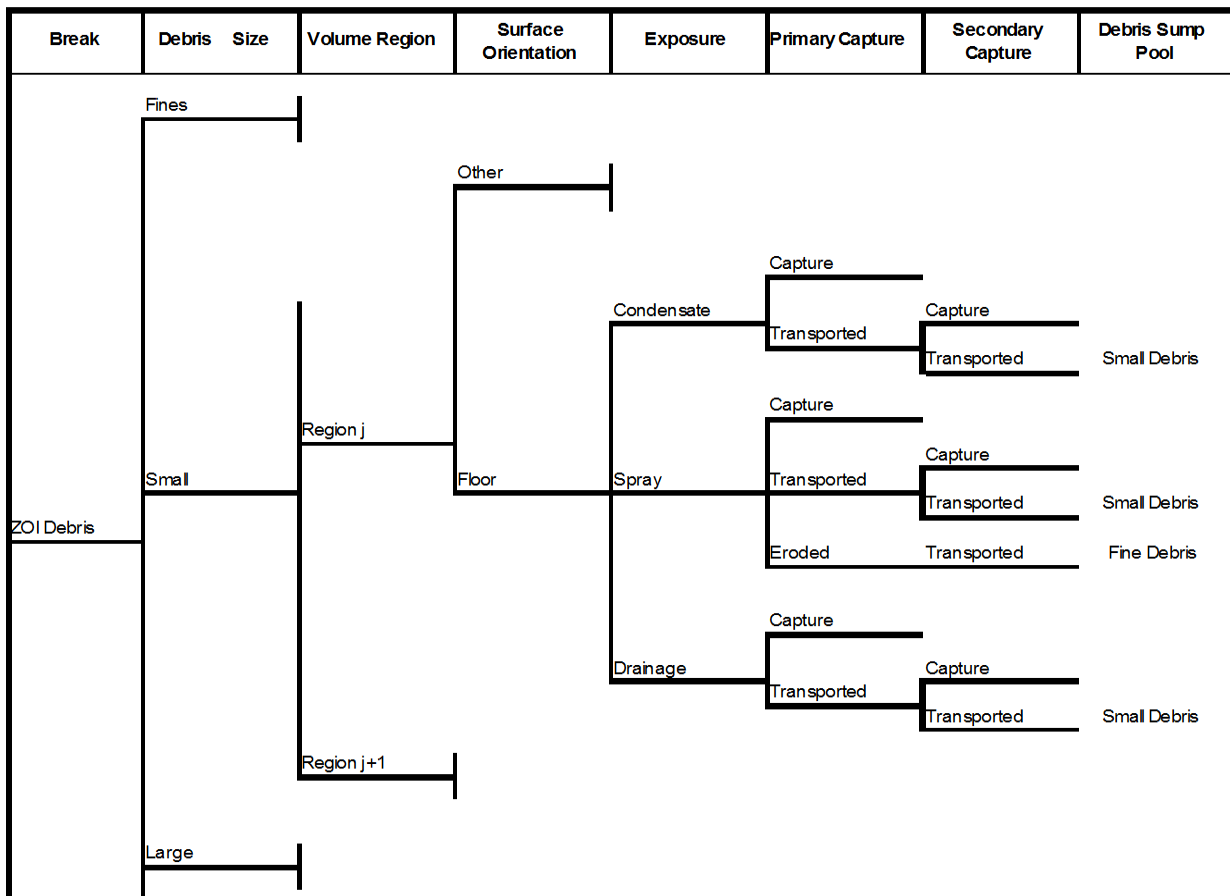 Break
Debris Size
Volume Region
Surface
Orientation
Exposure
Primary Capture
Secondary
Capture
Debris Sump
Pool
Fines
Other
Capture
Condensate
Capture
Transported
Transported
Small Debris
Capture
Region j
Capture
Small
Floor
Spray
Transported
Transported
Small Debris
ZOI Debris
Eroded
Transported
Fine Debris
Capture
Drainage
Capture
Transported
Transported
Small Debris
Region j+1
Large